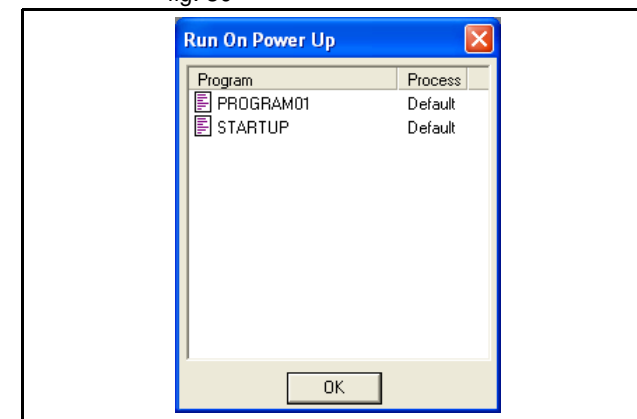 Run On Power Up
Program Process
PROGRAM01 Default
STARTUP Default
OK